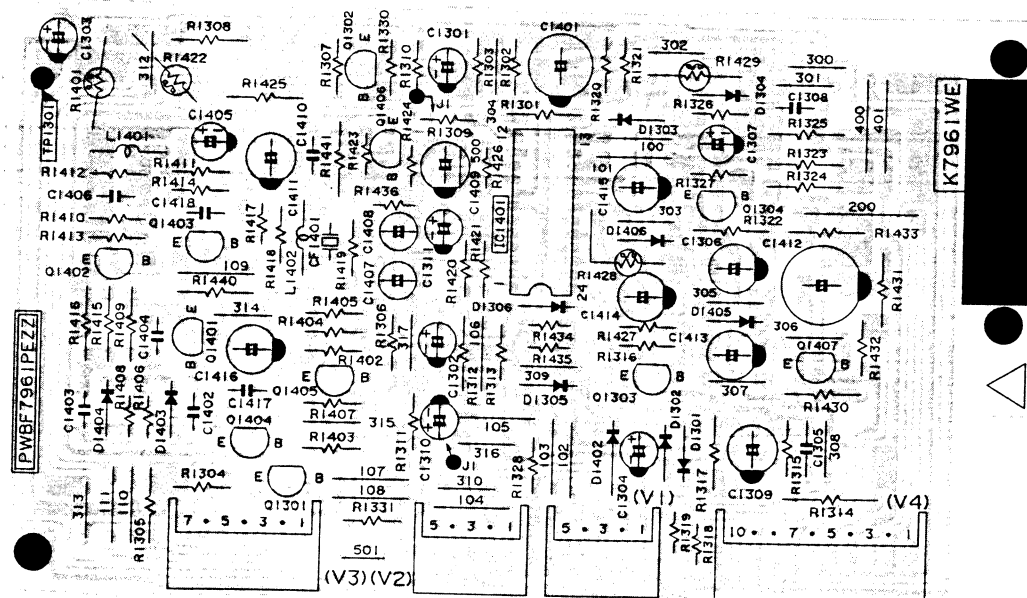 C1303
R1308
312
R1422
R1401
TP1301
L1401
R1425
C1405
C1410
R1307
Q1302
R1330
E
B
R1310
C1301
R1303
R1302
C1401
R1321
R1320
302
R1429
D1304
300
301
C1308
R1326
C1307
R1325
400
401
K7961WE
Q1406
R1424
J1
R1309
304
R1301
12
13
D1303
100
R1441
R1423
E
B
C1409
500
R1426
R1323
R1324
R1412
C1406
R1410
R1413
R1411
R1414
C1418
Q1403
E
B
R1436
C1411
R1417
R1418
L1402
CF1401
R1419
C1408
C1407
C1311
R1421
R1420
IC1401
101
C1415
303
D1406
R1428
R1327
Q1304
R1322
C1306
200
C1412
R1433
R1431
Q1402
E
B
109
R1440
314
R1405
R1404
R1402
R1306
317
C1302
106
R1312
R1313
D1306
24
C1414
305
D1405
306
R1434
R1435
309
D1305
R1427
R1316
C1413
Q1407
E
B
R1432
R1430
R1416
R1415
R1409
C1404
Q1401
E
B
C1416
Q1405
E
B
Q1303
E
B
307
PWBF7961PEZZ
C1403
D1404
R1408
R1406
D1403
C1402
C1417
Q1404
E
B
R1407
R1403
315
R1311
C1310
105
316
J1
R1328
103
102
D1402
C1304
D1302
D1301
R1317
C1309
R1315
C1305
308
R1314
(V1)
(V4)
R1304
E
B
Q1301
107
108
R1331
310
104
313
111
110
R1305
7 • 5 • 3 • 1
5 • 3 • 1
5 • 3 • 1
R1319
R1318
10 • • 7 • 5 • 3 • 1
501
(V3)(V2)